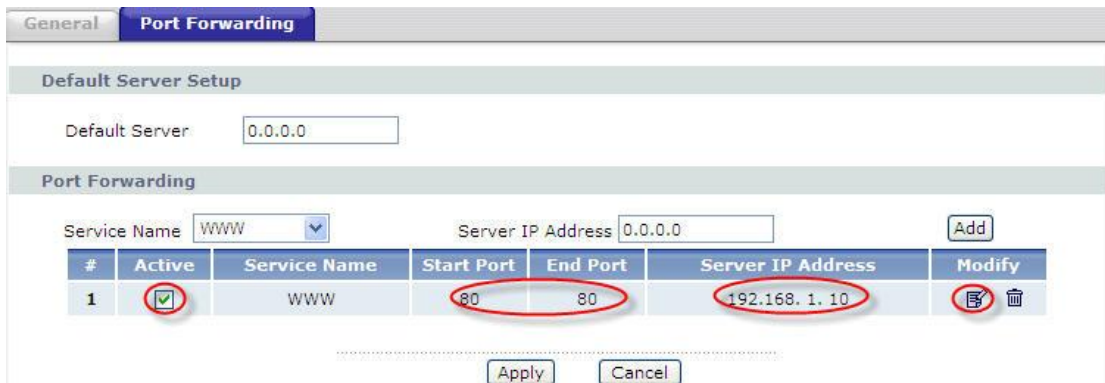 General Port Forwarding
Default Server Setup
Default Server 0.0.0.0
Port Forwarding
Service Name WWW Server IP Address 0.0.0.0 Add
# Active Service Name Start Port End Port Server IP Address Modify
1 WWW 80 80 192.168. 1. 10
Apply Cancel